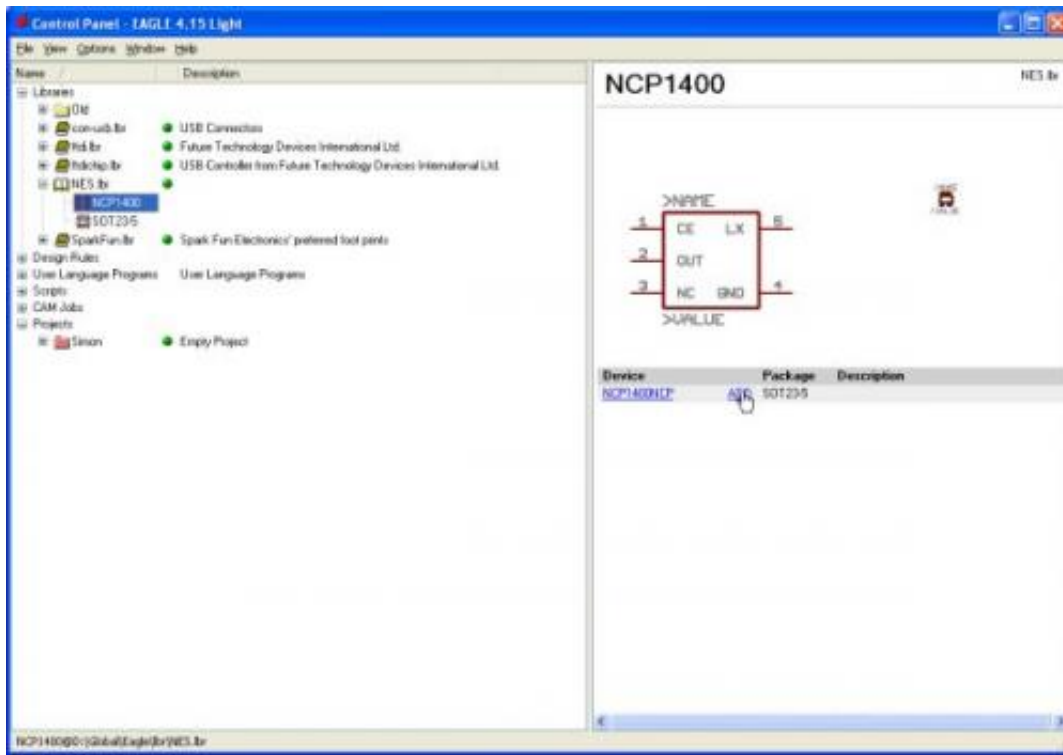 Control Panel - EAGLE 4.15 Light
File View Options Window Help
Name / Description
Libraries
Old
con-usb.lbr USB Connectors
ftdi.lbr Future Technology Devices International Ltd.
ftdichip.lbr USB-Controller from Future Technology Devices International Ltd.
NES.lbr
NCP1400
SOT23-5
SparkFun.lbr Spark Fun Electronics' preferred foot prints
Design Rules
User Language Programs User Language Programs
Scripts
CAM Jobs
Projects
Simon Empty Project
NCP1400 NES.lbr
>NAME
1 CE LX 5
2 OUT
3 NC GND 4
>VALUE
Device Package Description
NCP1400NCP ADD SOT23-5